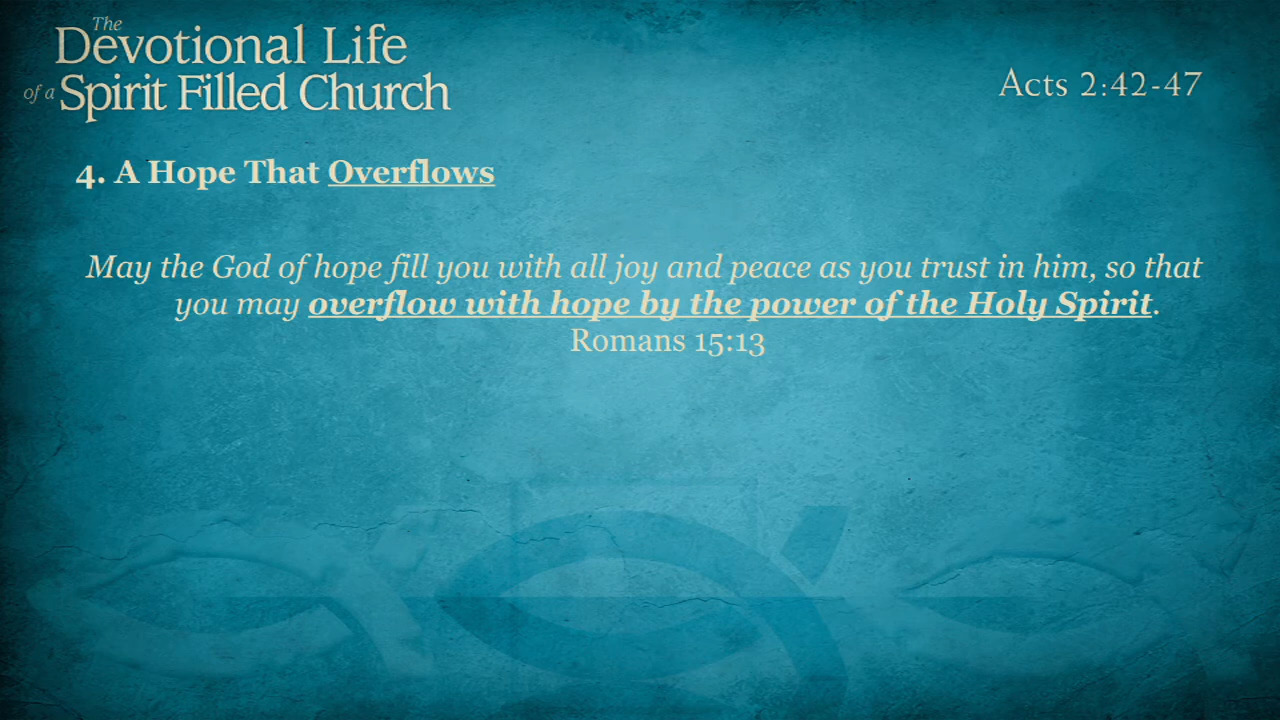 The
Devotional Life
of a Spirit Filled Church
Acts 2:42-47
4. A Hope That Overflows
May the God of hope fill you with all joy and peace as you trust in him, so that
you may overflow with hope by the power of the Holy Spirit.
Romans 15:13